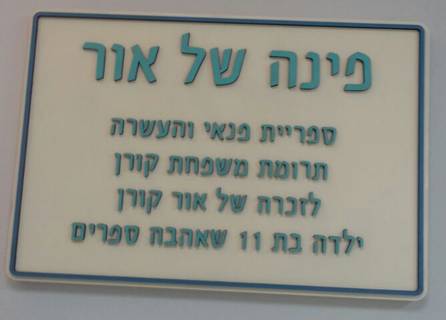 פינה של אור
ספריית פנאי והעשרה
תרומת משפחת קורן
לזכרה של אור קורן
ילדה בת 11 שאהבה ספרים